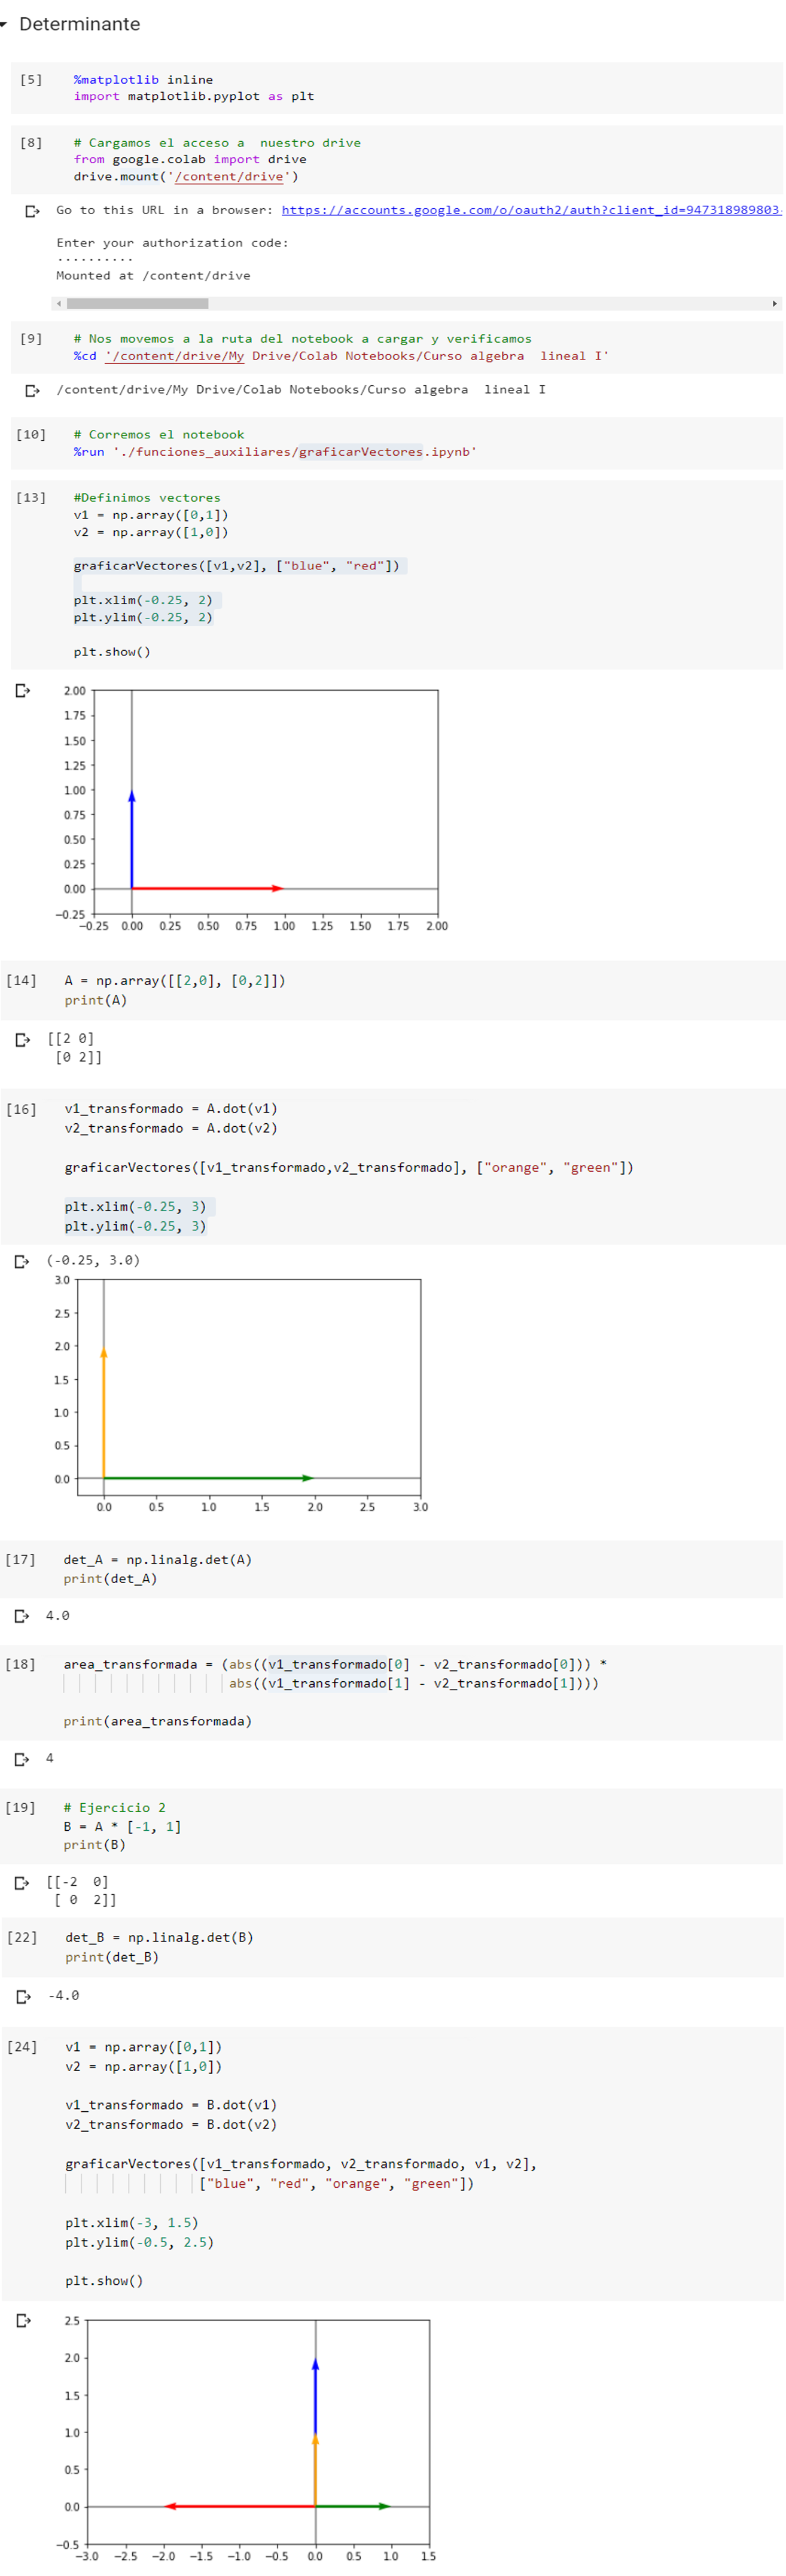 Determinante
[5] %matplotlib inline
import matplotlib.pyplot as plt
[8] # Cargamos el acceso a  nuestro drive
from google.colab import drive
drive.mount('/content/drive')
Go to this URL in a browser: https://accounts.google.com/o/oauth2/auth?client_id=947318989803-
Enter your authorization code:
··········
Mounted at /content/drive
[9] # Nos movemos a la ruta del notebook a cargar y verificamos
%cd '/content/drive/My Drive/Colab Notebooks/Curso algebra  lineal I'
/content/drive/My Drive/Colab Notebooks/Curso algebra  lineal I
[10] # Corremos el notebook
%run './funciones_auxiliares/graficarVectores.ipynb'
[13] #Definimos vectores
v1 = np.array([0,1])
v2 = np.array([1,0])
graficarVectores([v1,v2], ["blue", "red"])
plt.xlim(-0.25, 2)
plt.ylim(-0.25, 2)
plt.show()
2.00
1.75
1.50
1.25
1.00
0.75
0.50
0.25
0.00
−0.25
−0.25 0.00 0.25 0.50 0.75 1.00 1.25 1.50 1.75 2.00
[14] A = np.array([[2,0], [0,2]])
print(A)
[[2 0]
 [0 2]]
[16] v1_transformado = A.dot(v1)
v2_transformado = A.dot(v2)
graficarVectores([v1_transformado,v2_transformado], ["orange", "green"])
plt.xlim(-0.25, 3)
plt.ylim(-0.25, 3)
(-0.25, 3.0)
3.0
2.5
2.0
1.5
1.0
0.5
0.0
0.0 0.5 1.0 1.5 2.0 2.5 3.0
[17] det_A = np.linalg.det(A)
print(det_A)
4.0
[18] area_transformada = (abs((v1_transformado[0] - v2_transformado[0])) *
abs((v1_transformado[1] - v2_transformado[1])))
print(area_transformada)
4
[19] # Ejercicio 2
B = A * [-1, 1]
print(B)
[[-2  0]
 [ 0  2]]
[22] det_B = np.linalg.det(B)
print(det_B)
-4.0
[24] v1 = np.array([0,1])
v2 = np.array([1,0])
v1_transformado = B.dot(v1)
v2_transformado = B.dot(v2)
graficarVectores([v1_transformado, v2_transformado, v1, v2],
["blue", "red", "orange", "green"])
plt.xlim(-3, 1.5)
plt.ylim(-0.5, 2.5)
plt.show()
2.5
2.0
1.5
1.0
0.5
0.0
−0.5
−3.0 −2.5 −2.0 −1.5 −1.0 −0.5 0.0 0.5 1.0 1.5